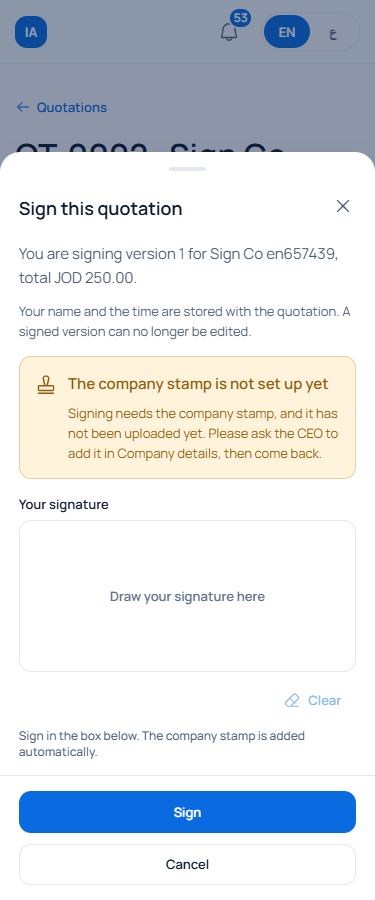 IA
53
EN
ع
Quotations
Sign this quotation
You are signing version 1 for Sign Co en657439,
total JOD 250.00.
Your name and the time are stored with the quotation. A
signed version can no longer be edited.
The company stamp is not set up yet
Signing needs the company stamp, and it has
not been uploaded yet. Please ask the CEO to
add it in Company details, then come back.
Your signature
Draw your signature here
Clear
Sign in the box below. The company stamp is added
automatically.
Sign
Cancel